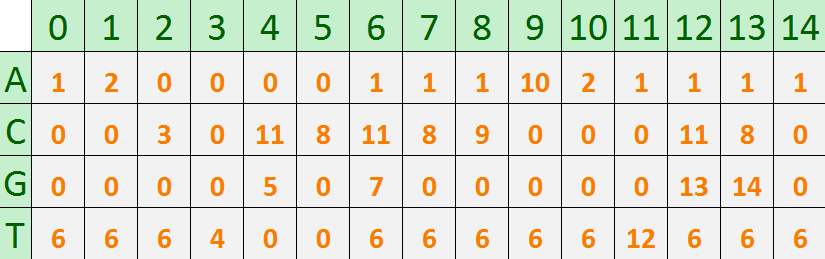 0 1 2 3 4 5 6 7 8 9 10 11 12 13 14
A 1 2 0 0 0 0 1 1 1 10 2 1 1 1 1
C 0 0 3 0 11 8 11 8 9 0 0 0 11 8 0
G 0 0 0 0 5 0 7 0 0 0 0 0 13 14 0
T 6 6 6 4 0 0 6 6 6 6 6 12 6 6 6